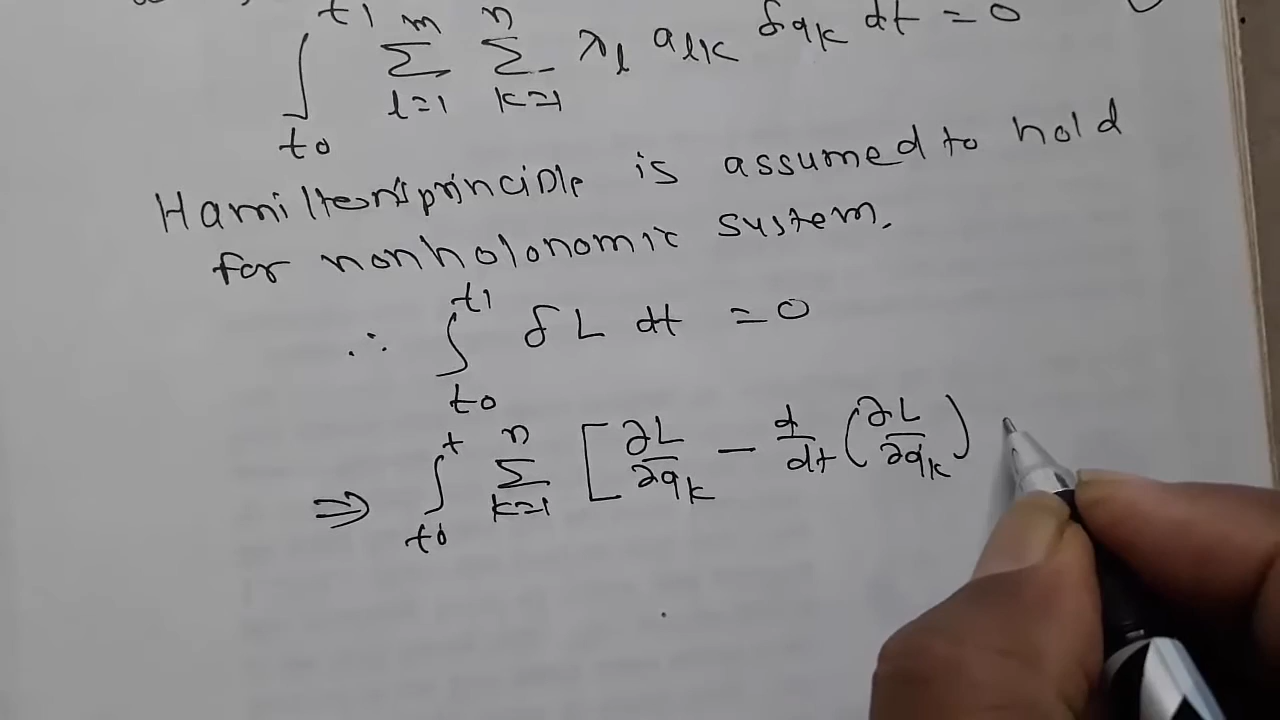 ∫_{t0}^{t1} Σ_{l=1}^{m} Σ_{k=1}^{n} λ_l a_{lk} δq_k dt = 0
Hamilton's principle is assumed to hold
for nonholonomic system.
∴ ∫_{t0}^{t1} δL dt = 0
⇒ ∫_{t0}^{t} Σ_{k=1}^{n} [ ∂L/∂q_k − d/dt (∂L/∂q_k)